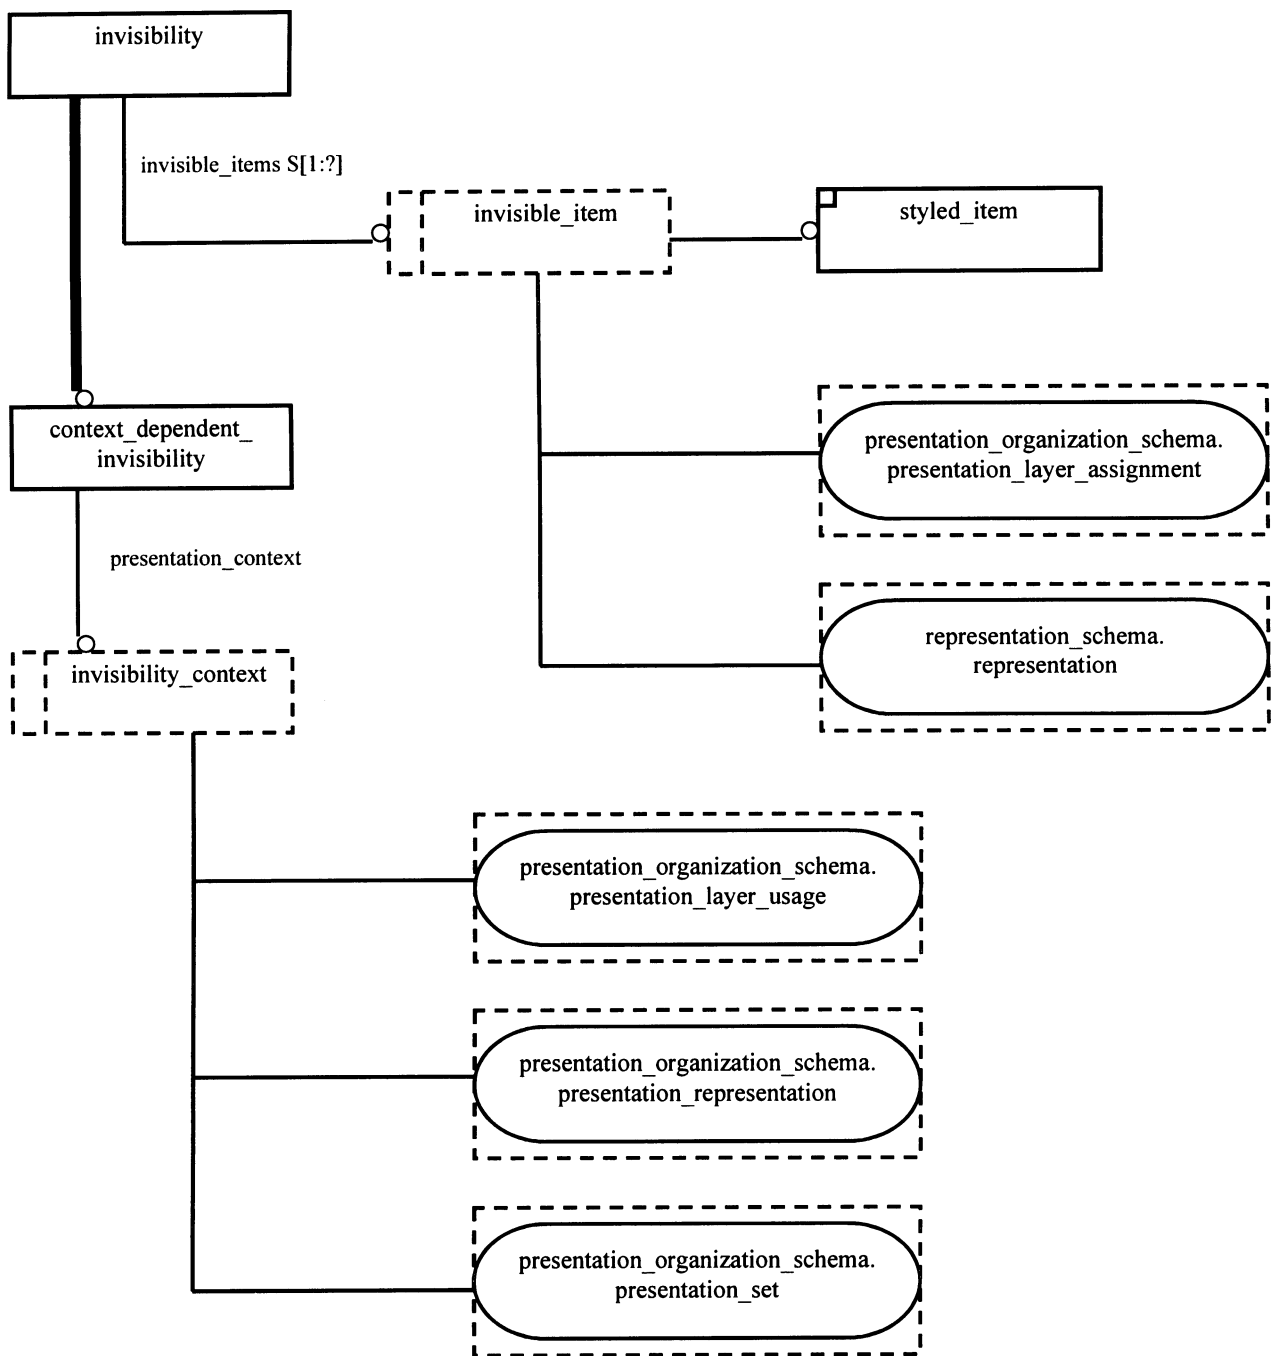 invisibility
invisible_items S[1:?]
invisible_item
styled_item
context_dependent_
invisibility
presentation_organization_schema.
presentation_layer_assignment
presentation_context
representation_schema.
representation
invisibility_context
presentation_organization_schema.
presentation_layer_usage
presentation_organization_schema.
presentation_representation
presentation_organization_schema.
presentation_set